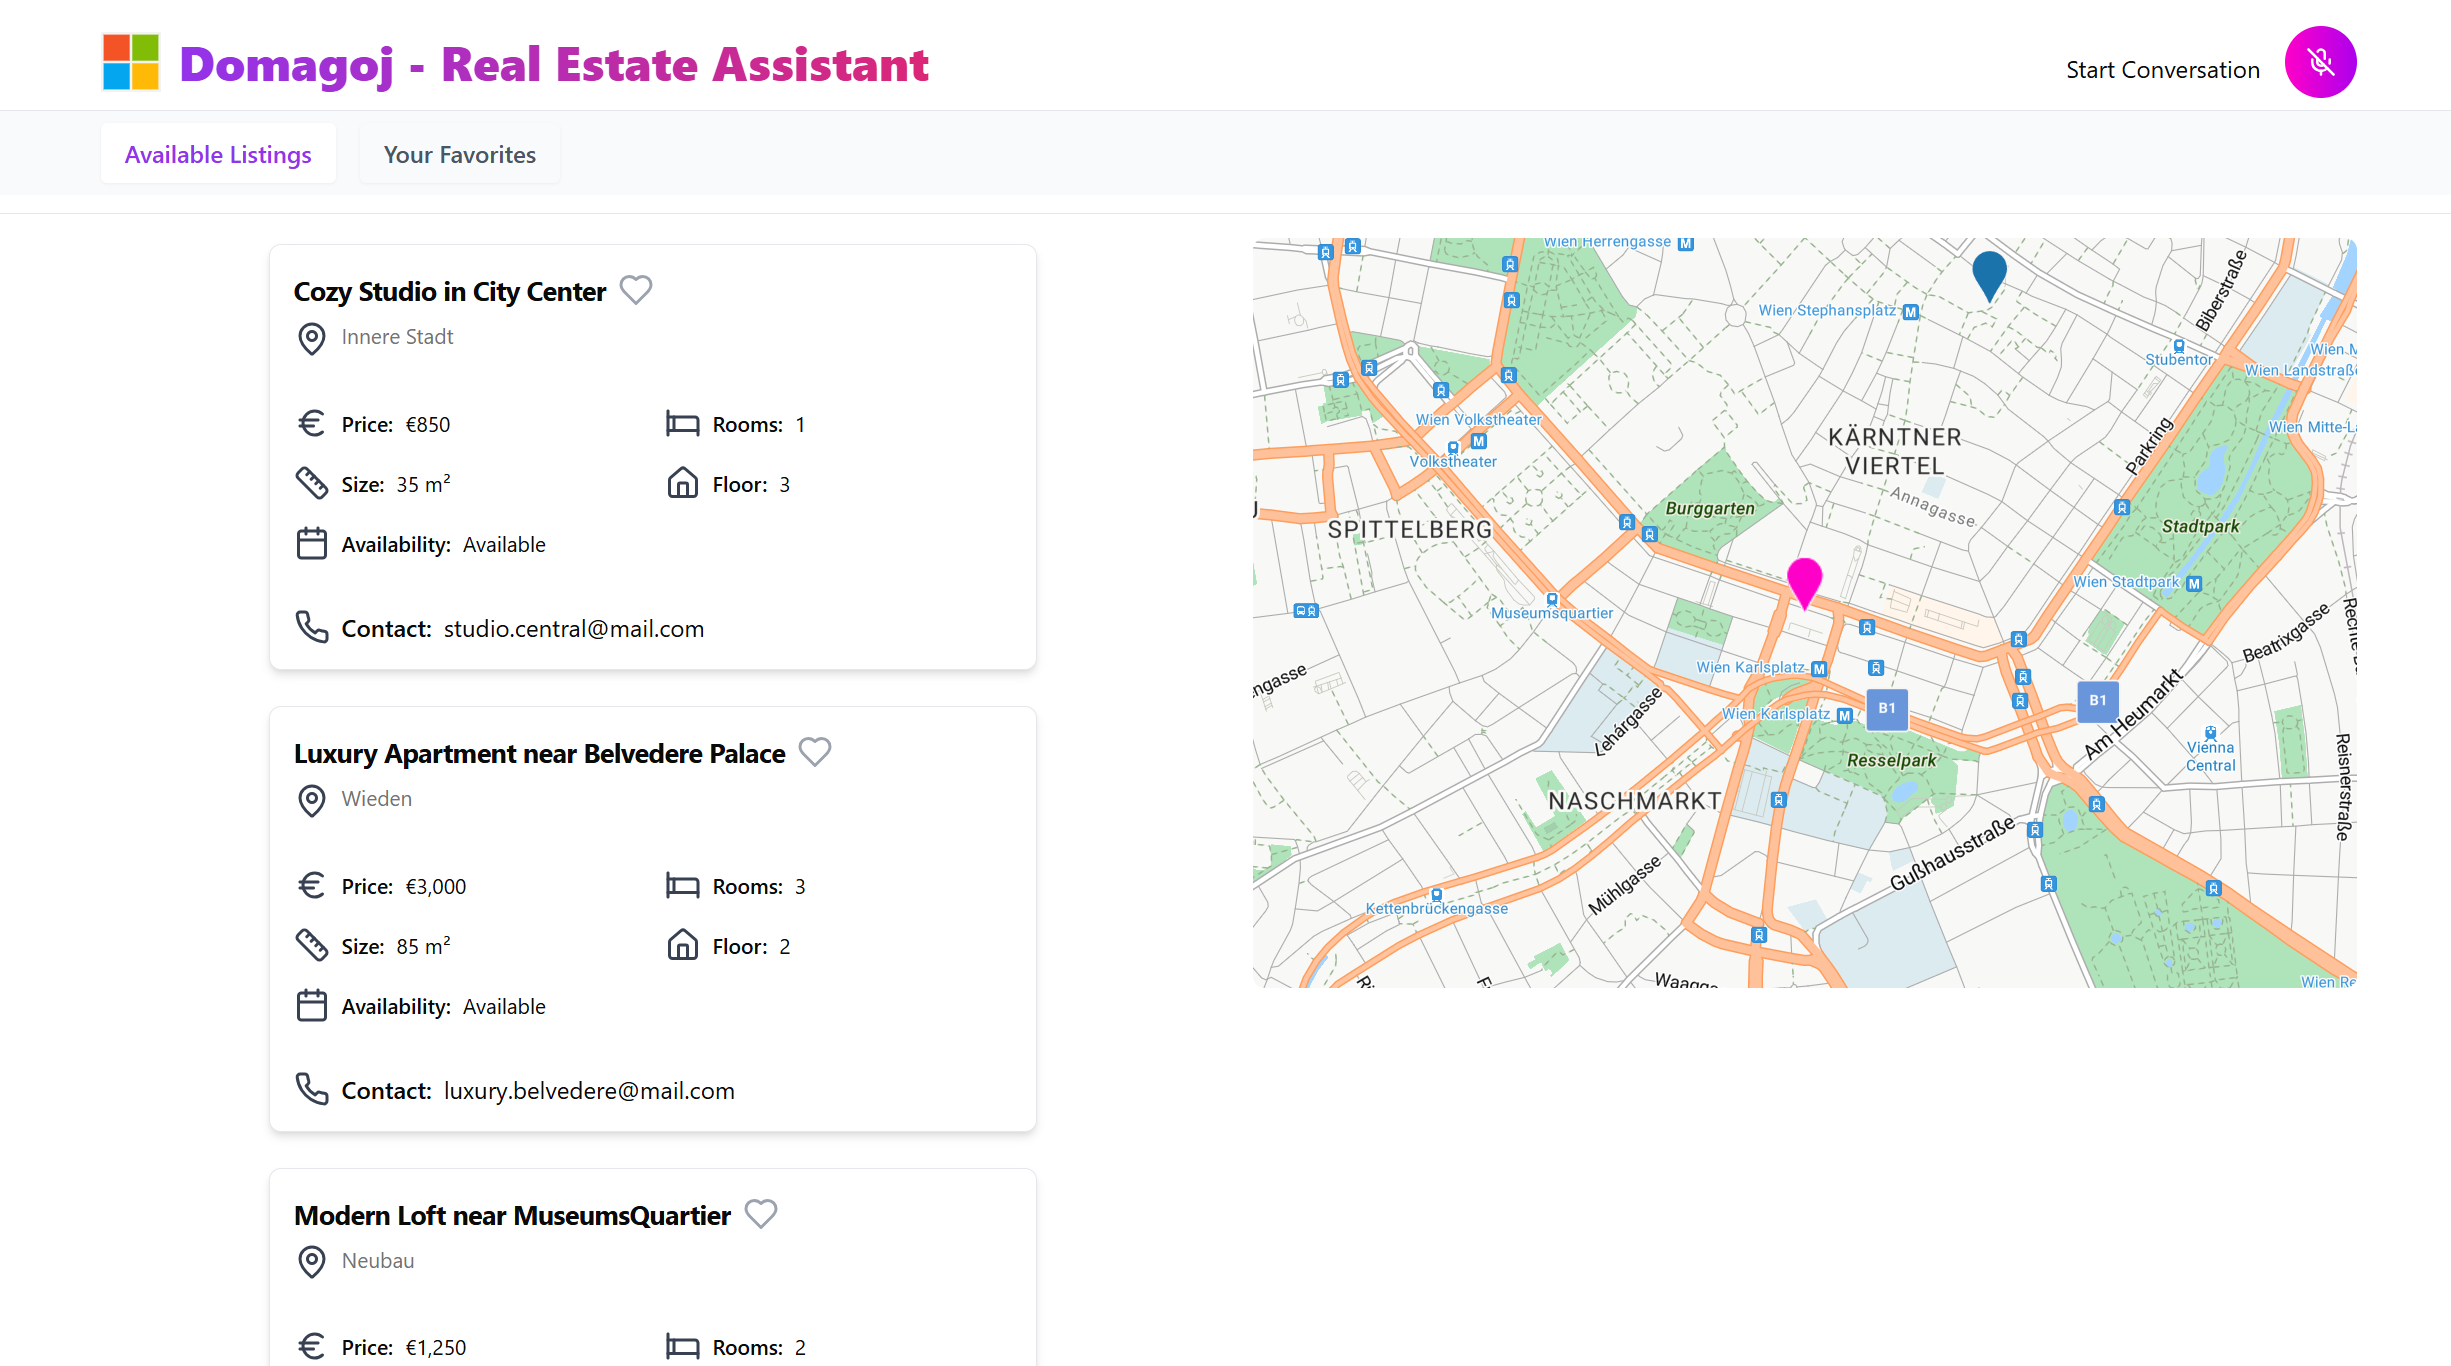 Domagoj - Real Estate Assistant
Start Conversation
Available Listings
Your Favorites
Cozy Studio in City Center
Innere Stadt
Price: €850
Rooms: 1
Size: 35 m²
Floor: 3
Availability: Available
Contact: studio.central@mail.com
Luxury Apartment near Belvedere Palace
Wieden
Price: €3,000
Rooms: 3
Size: 85 m²
Floor: 2
Availability: Available
Contact: luxury.belvedere@mail.com
Modern Loft near MuseumsQuartier
Neubau
Price: €1,250
Rooms: 2
Wien Herrengasse M
Biberstraße
Wien Stephansplatz M
Stubentor
Wien M
Wien Landstraße
Wien Volkstheater
M
Volkstheater
Wien Mitte-La
KÄRNTNER
VIERTEL
Parkring
Annagasse
Burggarten
SPITTELBERG
Stadtpark
Wien Stadtpark M
Museumsquartier
Beatrixgasse
Wien Karlsplatz M
engasse
Lehárgasse
Wien Karlsplatz M
B1
B1
Am Heumarkt
Vienna
Central
Resselpark
Reisnerstraße
NASCHMARKT
Gußhausstraße
Mühlgasse
Kettenbrückengasse
Wien Re